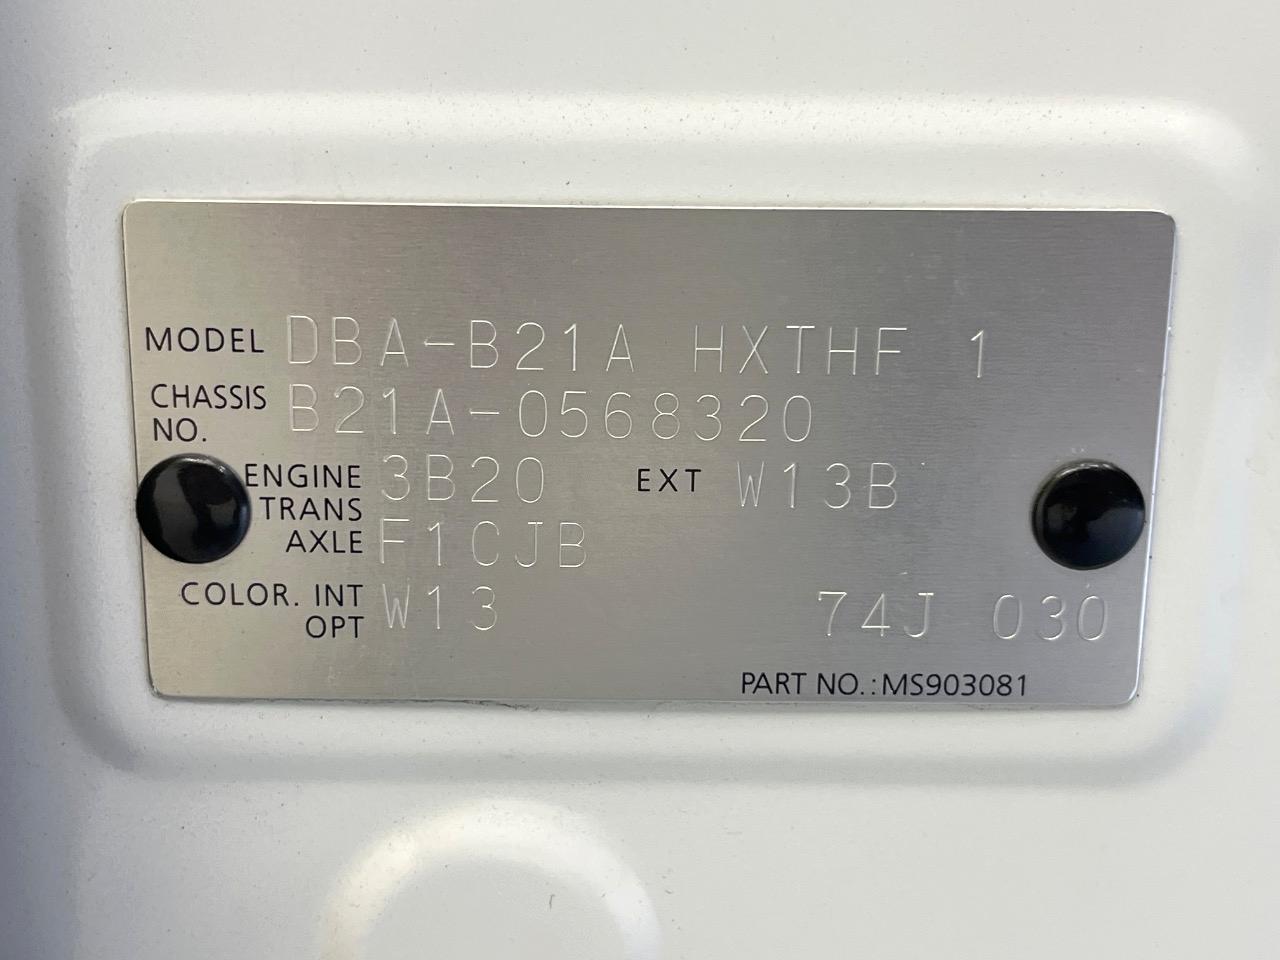 MODEL DBA-B21A HXTHF 1
CHASSIS NO. B21A-0568320
ENGINE 3B20 EXT W13B
TRANS AXLE F1CJB
COLOR. INT OPT W13 74J 030
PART NO.:MS903081